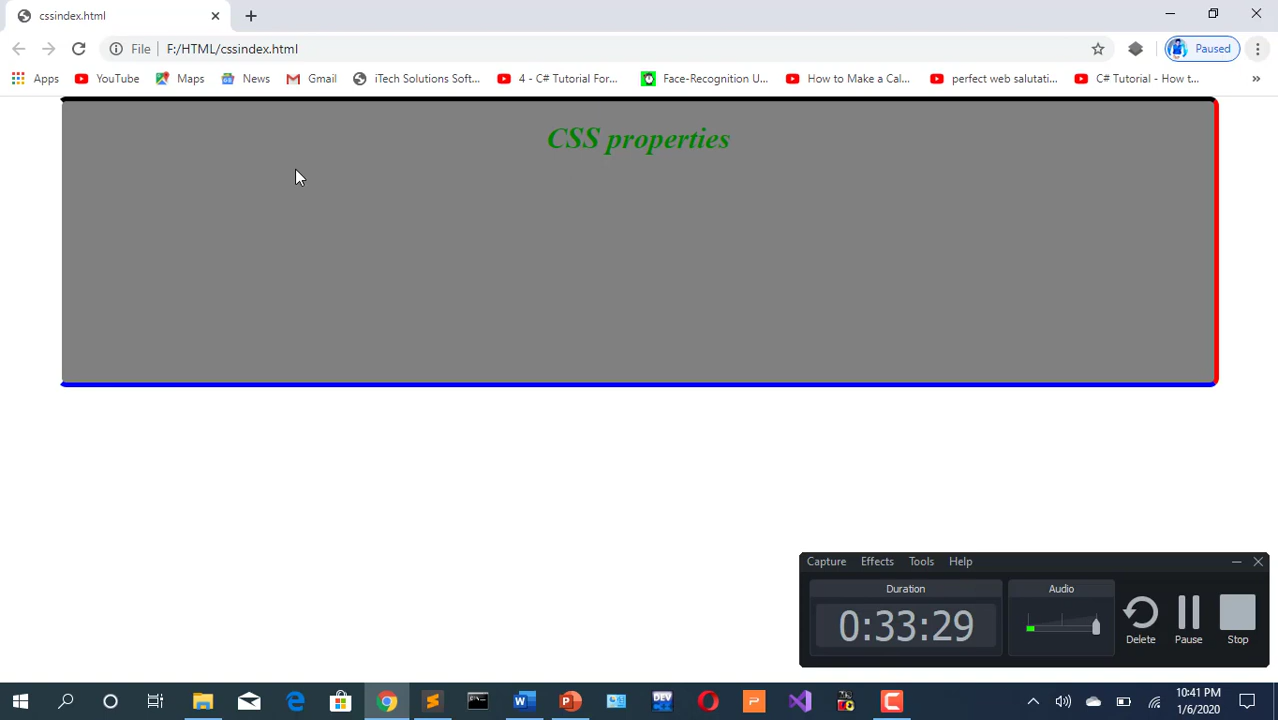 cssindex.html
File F:/HTML/cssindex.html Paused
Apps YouTube Maps News Gmail iTech Solutions Soft... 4 - C# Tutorial For... Face-Recognition U... How to Make a Cal... perfect web salutati... C# Tutorial - How t... »
CSS properties
Capture Effects Tools Help
Duration Audio
0:33:29
Delete Pause Stop
DEV
10:41 PM
1/6/2020